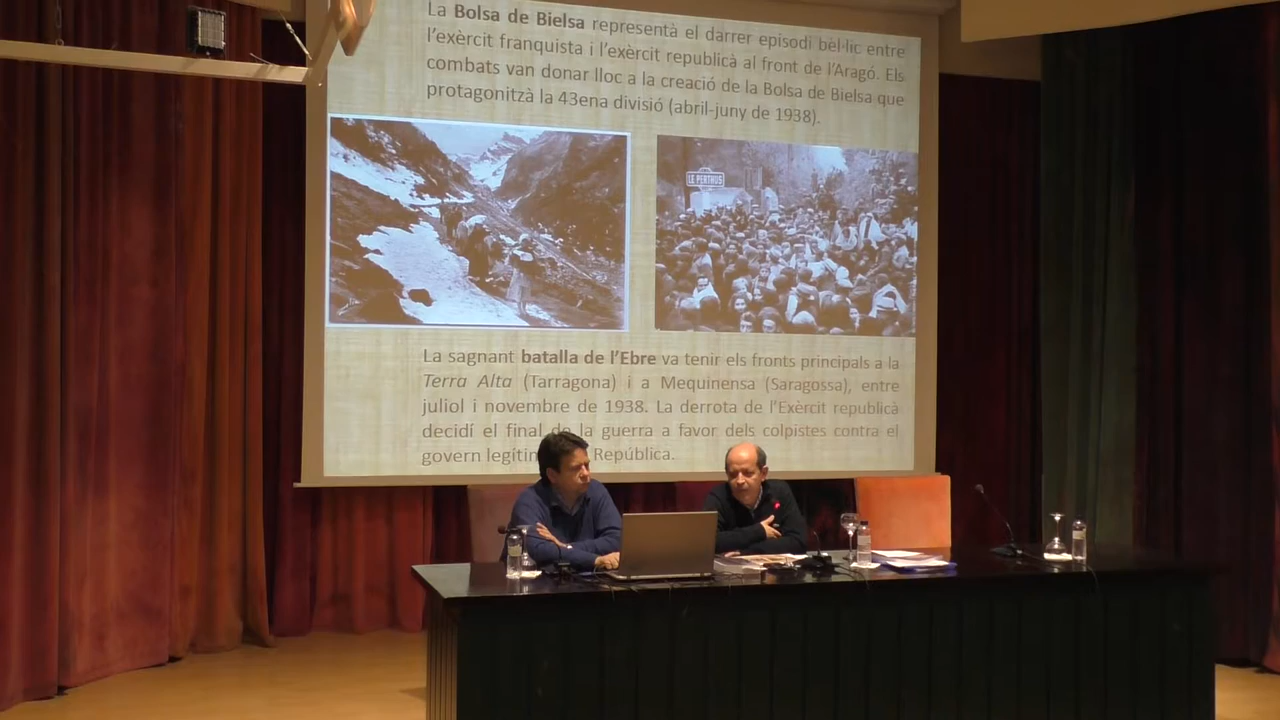 La Bolsa de Bielsa representà el darrer episodi bèl·lic entre
l'exèrcit franquista i l'exèrcit republicà al front de l'Aragó. Els
combats van donar lloc a la creació de la Bolsa de Bielsa que
protagonitzà la 43ena divisió (abril-juny de 1938).
LE PERTHUS
La sagnant batalla de l'Ebre va tenir els fronts principals a la
Terra Alta (Tarragona) i a Mequinensa (Saragossa), entre
juliol i novembre de 1938. La derrota de l'Exèrcit republicà
decidí el final de la guerra a favor dels colpistes contra el
govern legítim República.